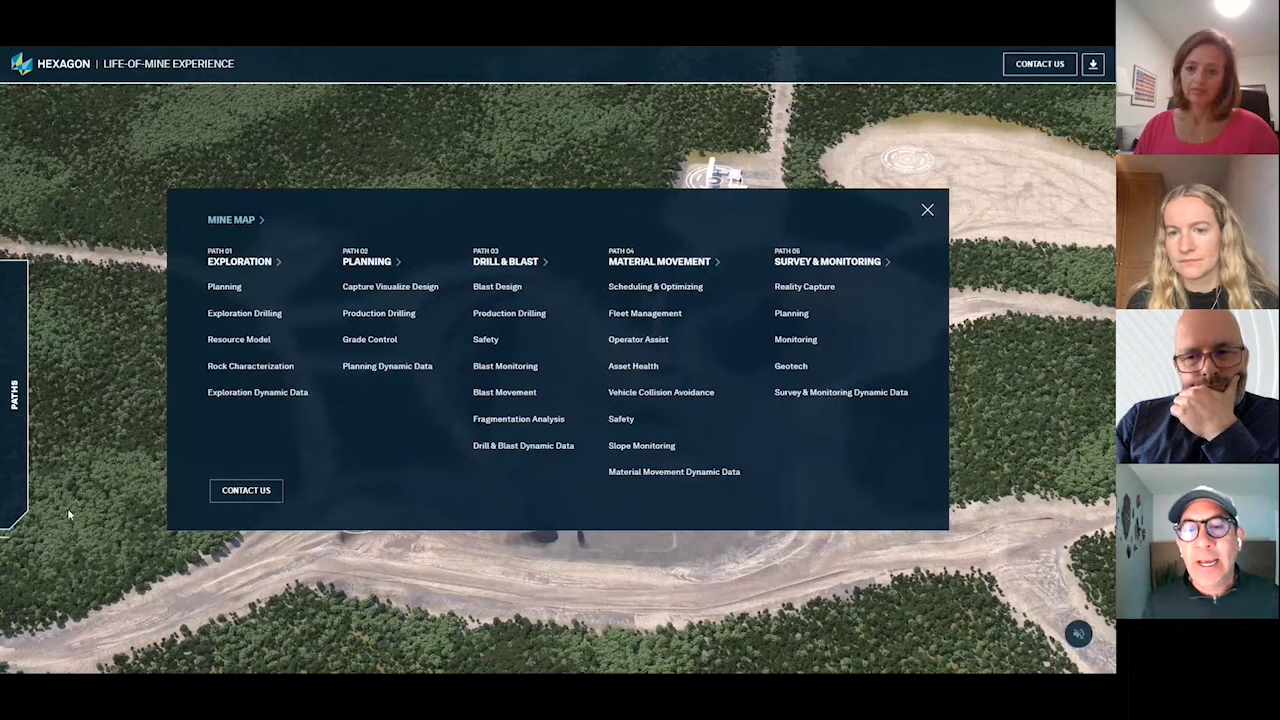 HEXAGON | LIFE-OF-MINE EXPERIENCE
CONTACT US
MINE MAP >
PATH 01
EXPLORATION >
Planning
Exploration Drilling
Resource Model
Rock Characterization
Exploration Dynamic Data
PATH 02
PLANNING >
Capture Visualize Design
Production Drilling
Grade Control
Planning Dynamic Data
PATH 03
DRILL & BLAST >
Blast Design
Production Drilling
Safety
Blast Monitoring
Blast Movement
Fragmentation Analysis
Drill & Blast Dynamic Data
PATH 04
MATERIAL MOVEMENT >
Scheduling & Optimizing
Fleet Management
Operator Assist
Asset Health
Vehicle Collision Avoidance
Safety
Slope Monitoring
Material Movement Dynamic Data
PATH 05
SURVEY & MONITORING >
Reality Capture
Planning
Monitoring
Geotech
Survey & Monitoring Dynamic Data
CONTACT US
PATHS